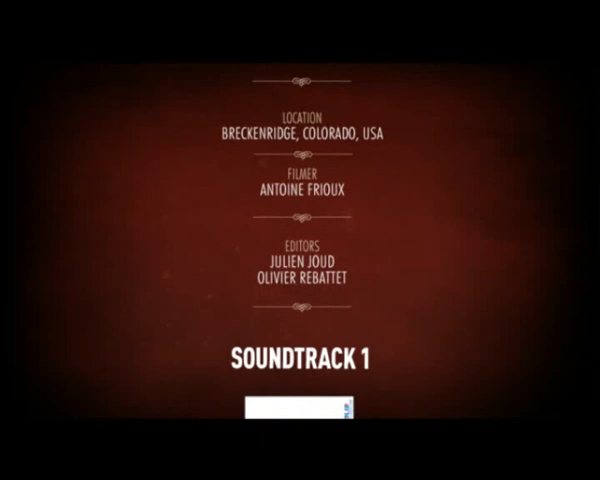 LOCATION
BRECKENRIDGE, COLORADO, USA
FILMER
ANTOINE FRIOUX
EDITORS
JULIEN JOUD
OLIVIER REBATTET
SOUNDTRACK 1